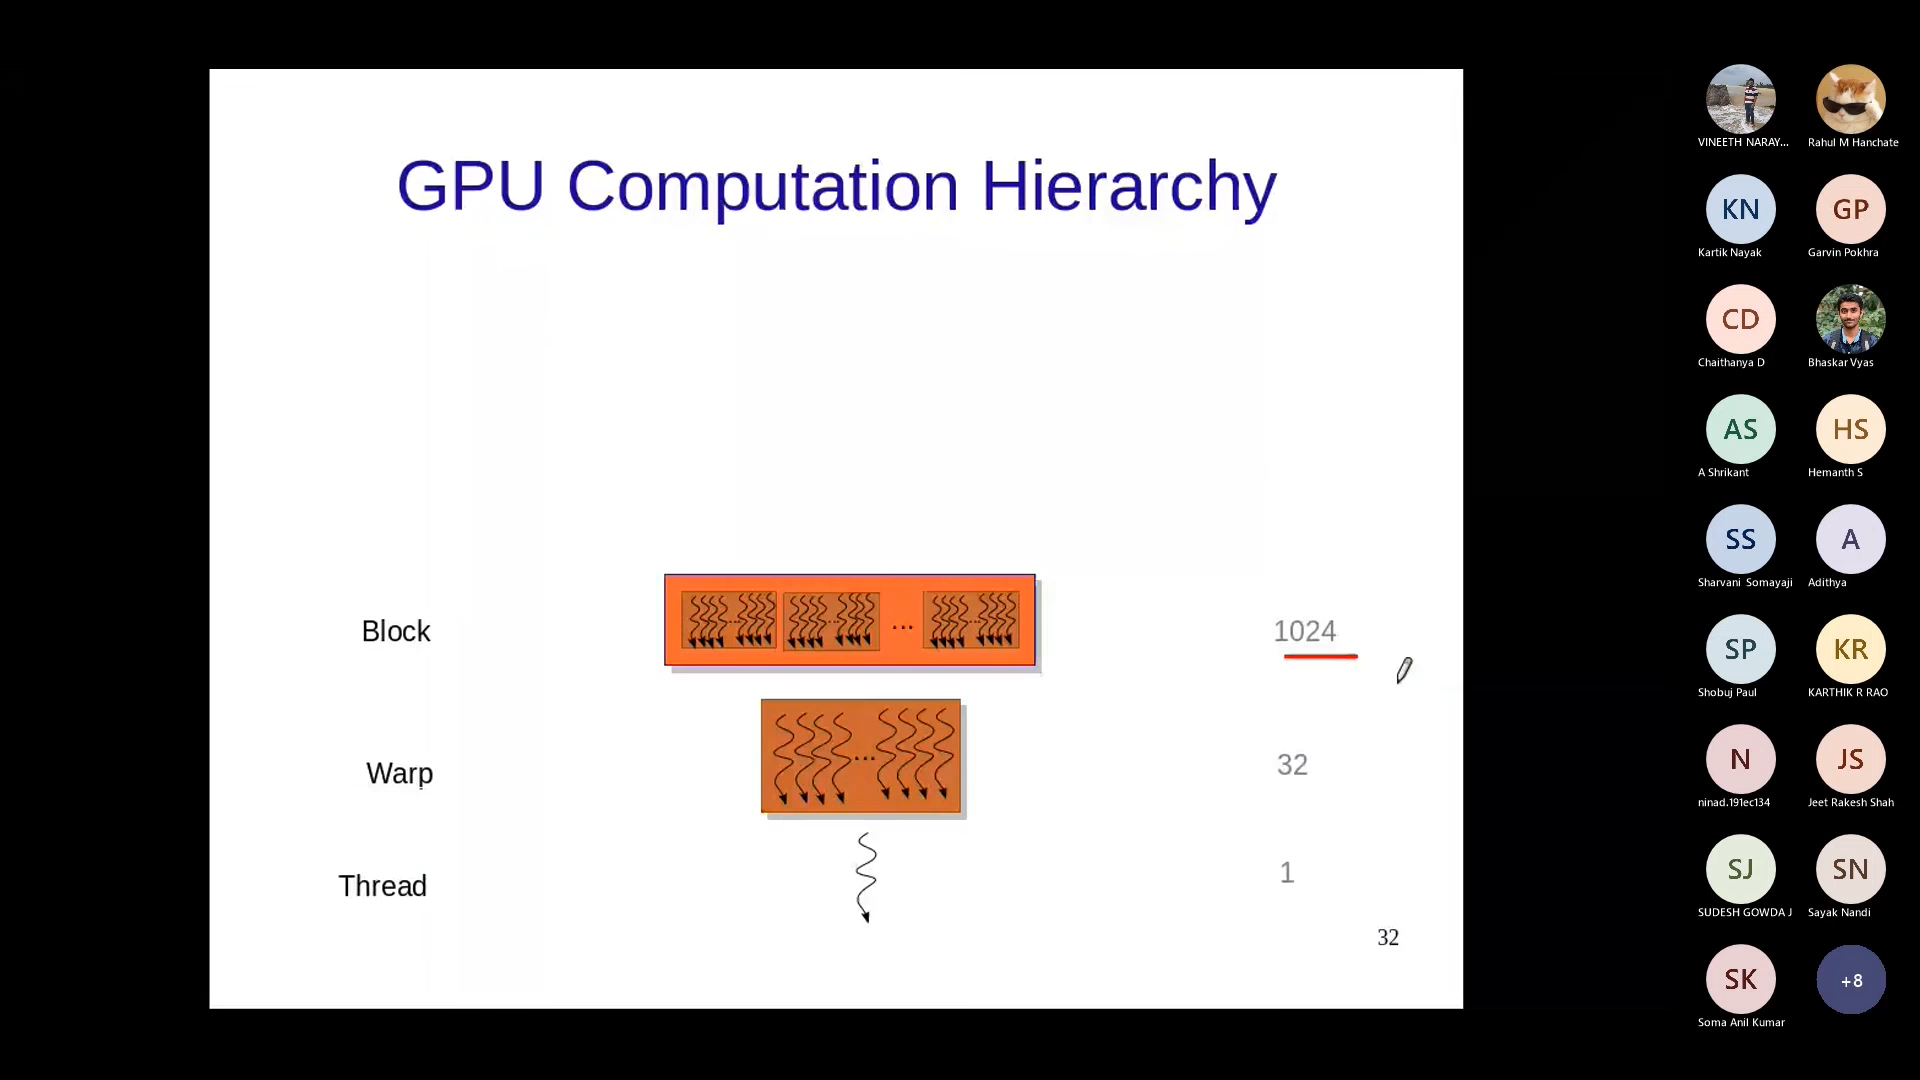 GPU Computation Hierarchy
Block
...
1024
Warp
...
32
Thread
1
32
VINEETH NARAY...
Rahul M Hanchate
KN
GP
Kartik Nayak
Garvin Pokhra
CD
Chaithanya D
Bhaskar Vyas
AS
HS
A Shrikant
Hemanth S
SS
A
Sharvani Somayaji
Adithya
SP
KR
Shobuj Paul
KARTHIK R RAO
N
JS
ninad.191ec134
Jeet Rakesh Shah
SJ
SN
SUDESH GOWDA J
Sayak Nandi
SK
+8
Soma Anil Kumar